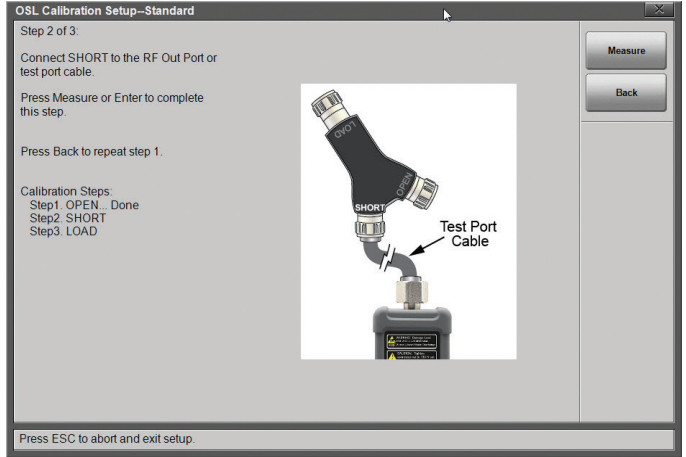 OSL Calibration Setup--Standard
Step 2 of 3:
Connect SHORT to the RF Out Port or
test port cable.
Press Measure or Enter to complete
this step.
Press Back to repeat step 1.
Calibration Steps:
Step1. OPEN... Done
Step2. SHORT
Step3. LOAD
LOAD
OPEN
SHORT
Test Port
Cable
Measure
Back
Press ESC to abort and exit setup.